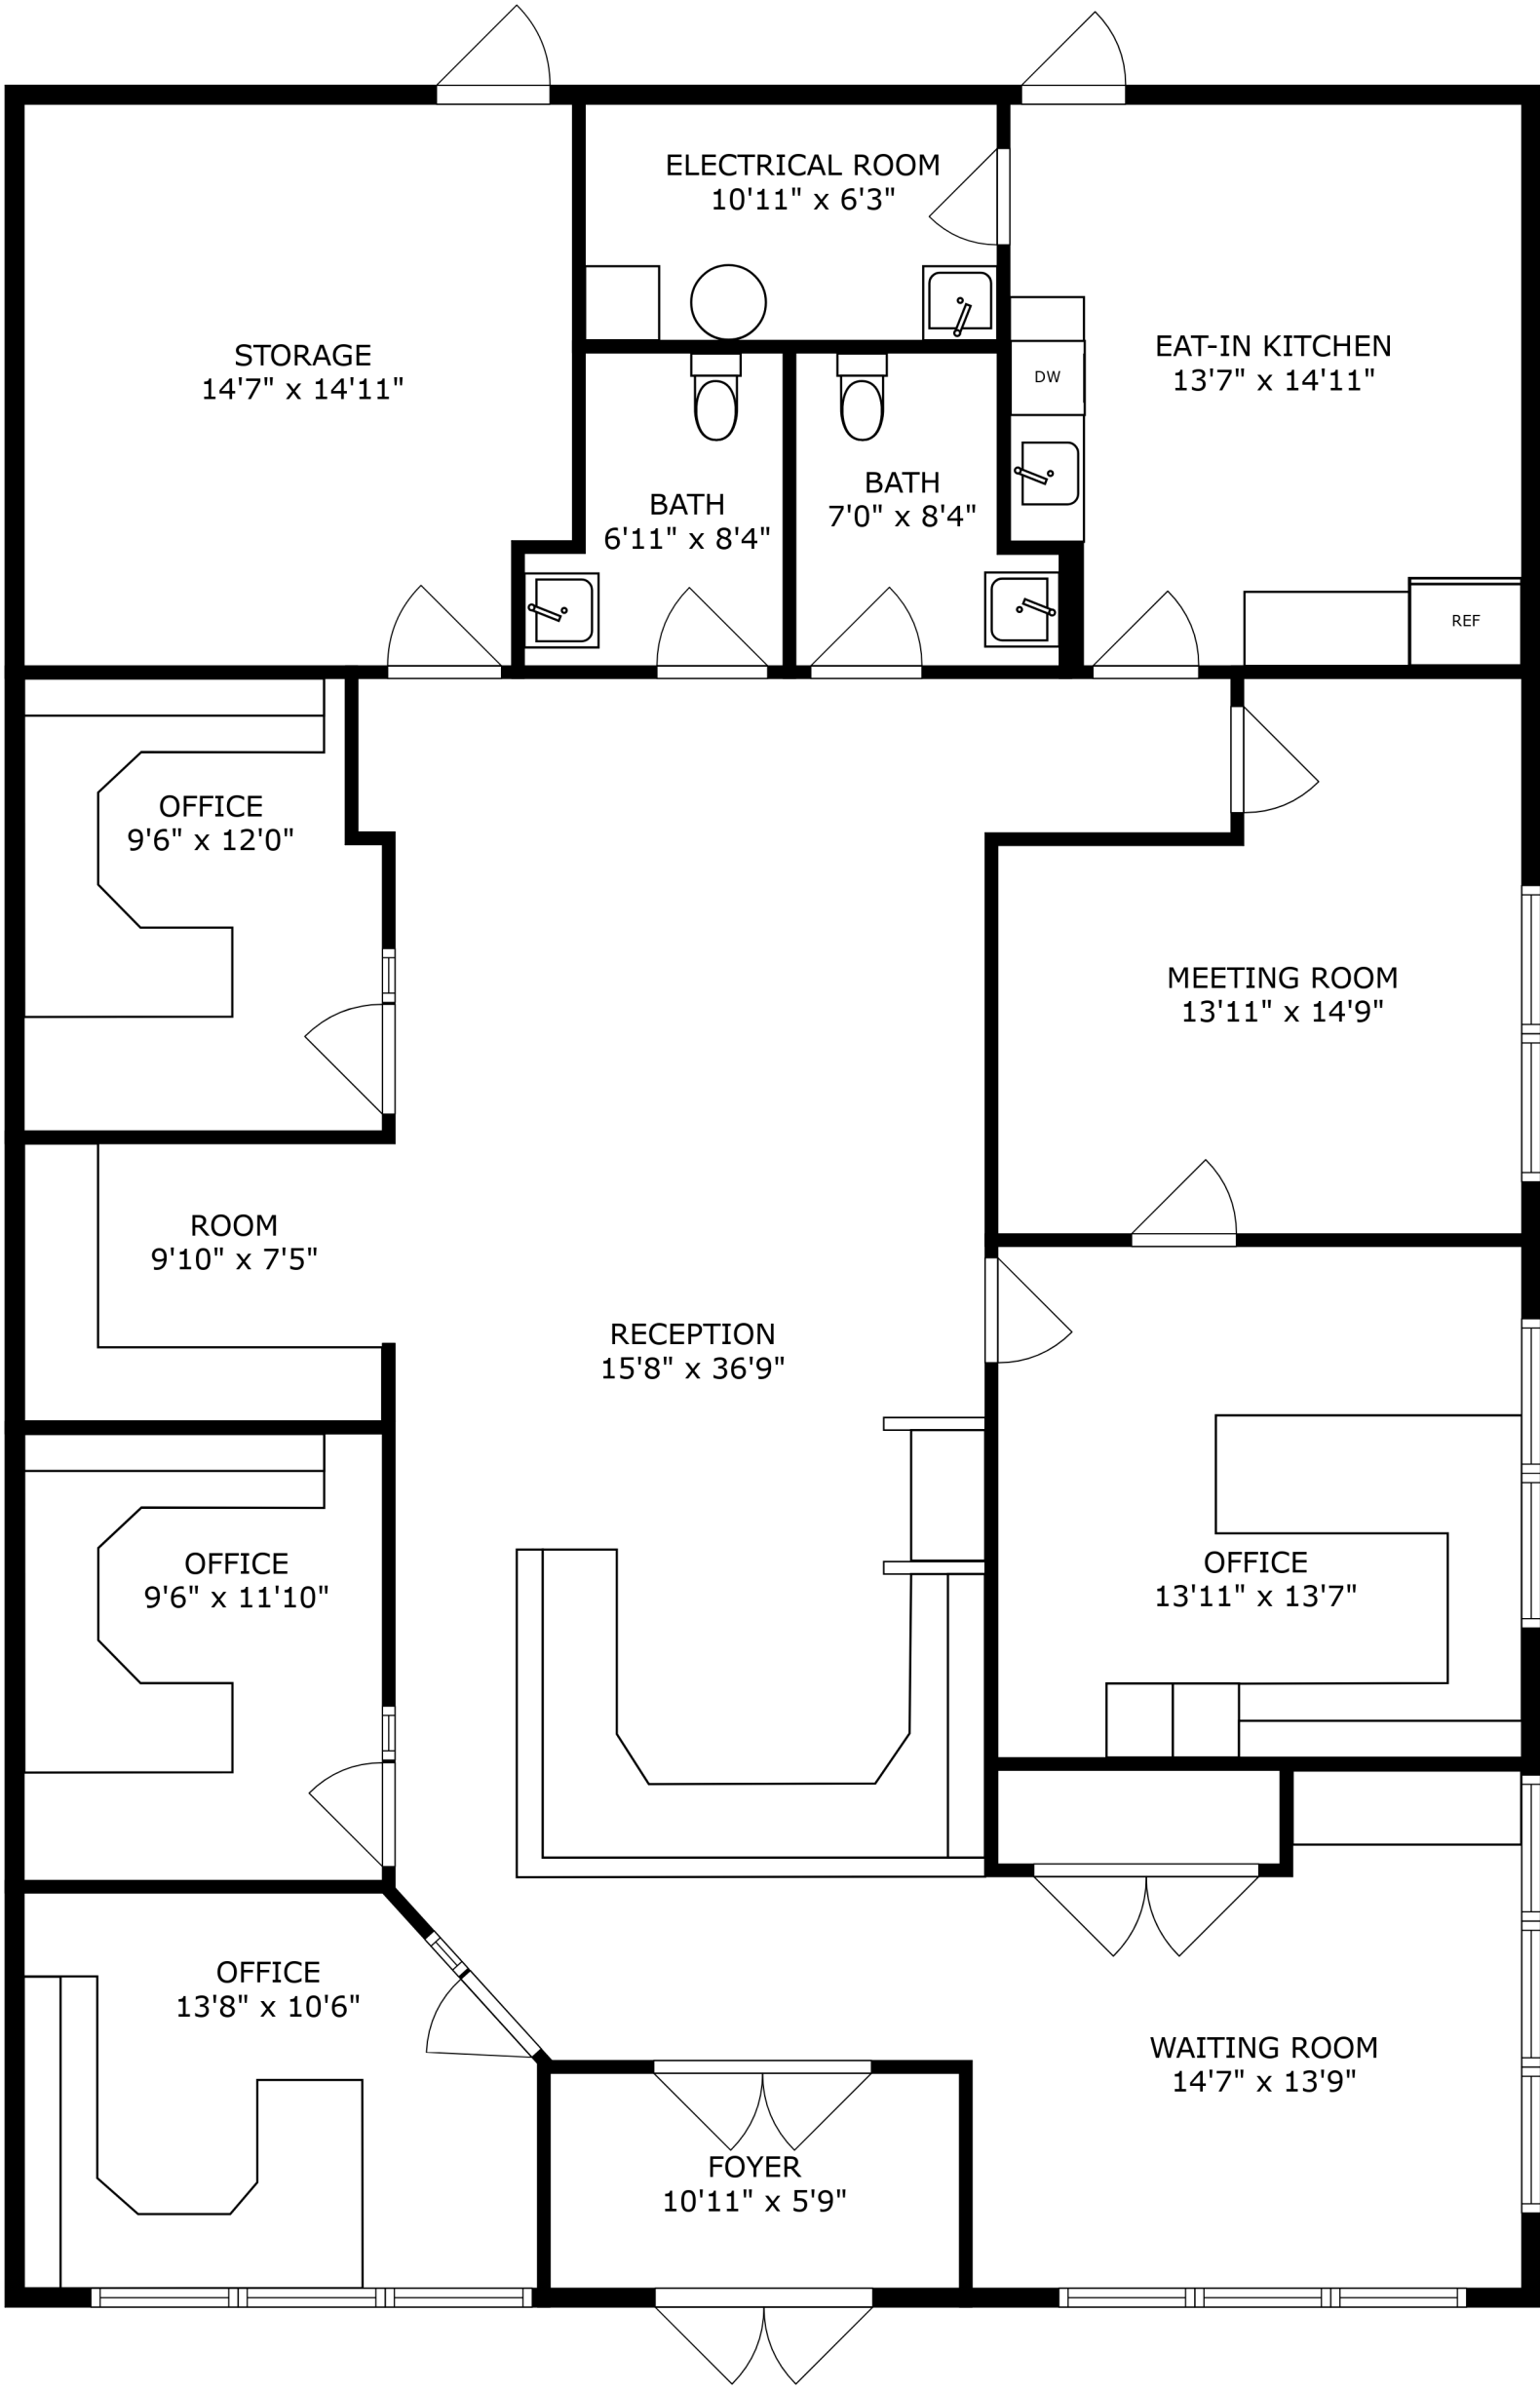 ELECTRICAL ROOM
10'11" x 6'3"
STORAGE
14'7" x 14'11"
EAT-IN KITCHEN
13'7" x 14'11"
DW
BATH
6'11" x 8'4"
BATH
7'0" x 8'4"
REF
OFFICE
9'6" x 12'0"
MEETING ROOM
13'11" x 14'9"
ROOM
9'10" x 7'5"
RECEPTION
15'8" x 36'9"
OFFICE
9'6" x 11'10"
OFFICE
13'11" x 13'7"
OFFICE
13'8" x 10'6"
WAITING ROOM
14'7" x 13'9"
FOYER
10'11" x 5'9"